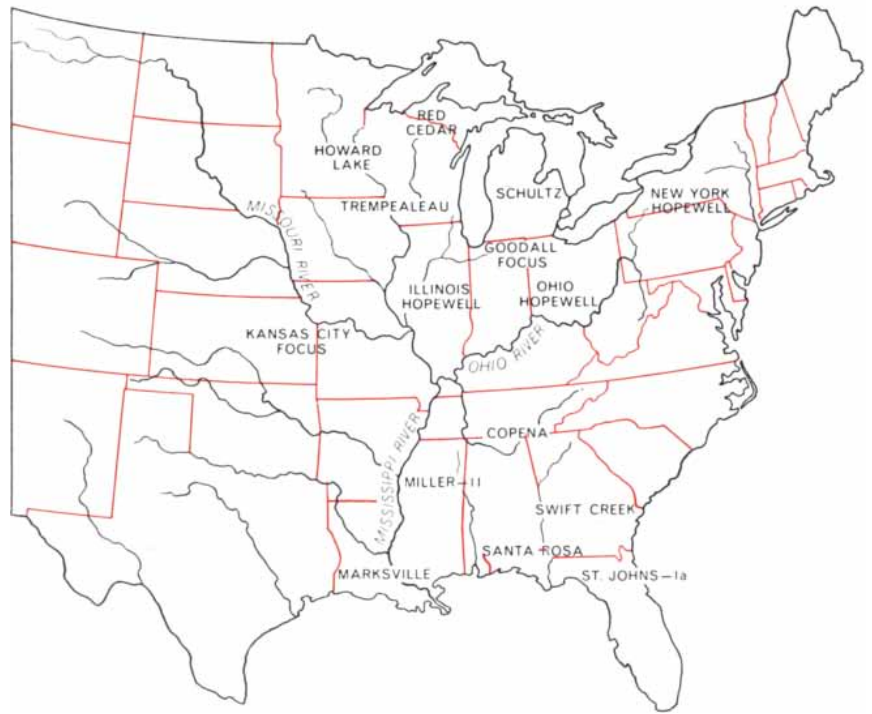 RED
CEDAR
HOWARD
LAKE
SCHULTZ
NEW YORK
HOPEWELL
TREMPEALEAU
MISSOURI RIVER
GOODALL
FOCUS
ILLINOIS
HOPEWELL
OHIO
HOPEWELL
KANSAS CITY
FOCUS
OHIO RIVER
COPENA
MISSISSIPPI RIVER
MILLER-II
SWIFT CREEK
SANTA ROSA
MARKSVILLE
ST. JOHNS-Ia